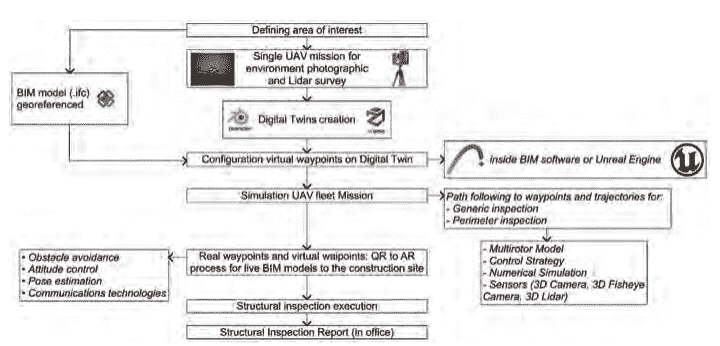 Defining area of interest
Single UAV mission for
environment photographic
and Lidar survey
BIM model (.ifc)
georeferenced
Digital Twins creation
Configuration virtual waypoints on Digital Twin
inside BIM software or Unreal Engine
Simulation UAV fleet Mission
Path following to waypoints and trajectories for:
- Generic inspection
- Perimeter inspection
Real waypoints and virtual waipoints: QR to AR
process for live BIM models to the construction site
• Obstacle avoidance
• Attitude control
• Pose estimation
• Communications technologies
- Multirotor Model
- Control Strategy
- Numerical Simulation
- Sensors (3D Camera, 3D Fisheye
Camera, 3D Lidar)
Structural inspection execution
Structural Inspection Report (in office)